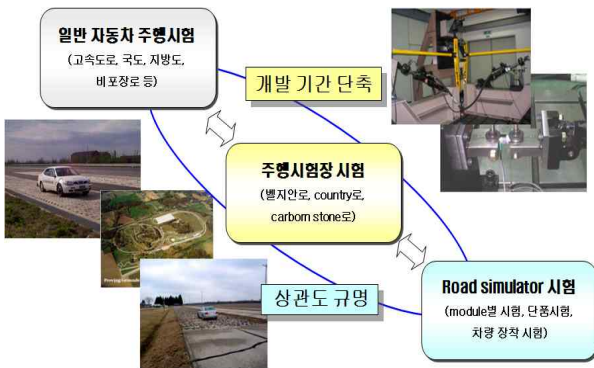 일반 자동차 주행시험
(고속도로, 국도, 지방도,
비포장로 등)
개발 기간 단축
주행시험장 시험
(벨지안로, country로,
carborn stone로)
상관도 규명
Road simulator 시험
(module별 시험, 단품시험,
차량 장착 시험)